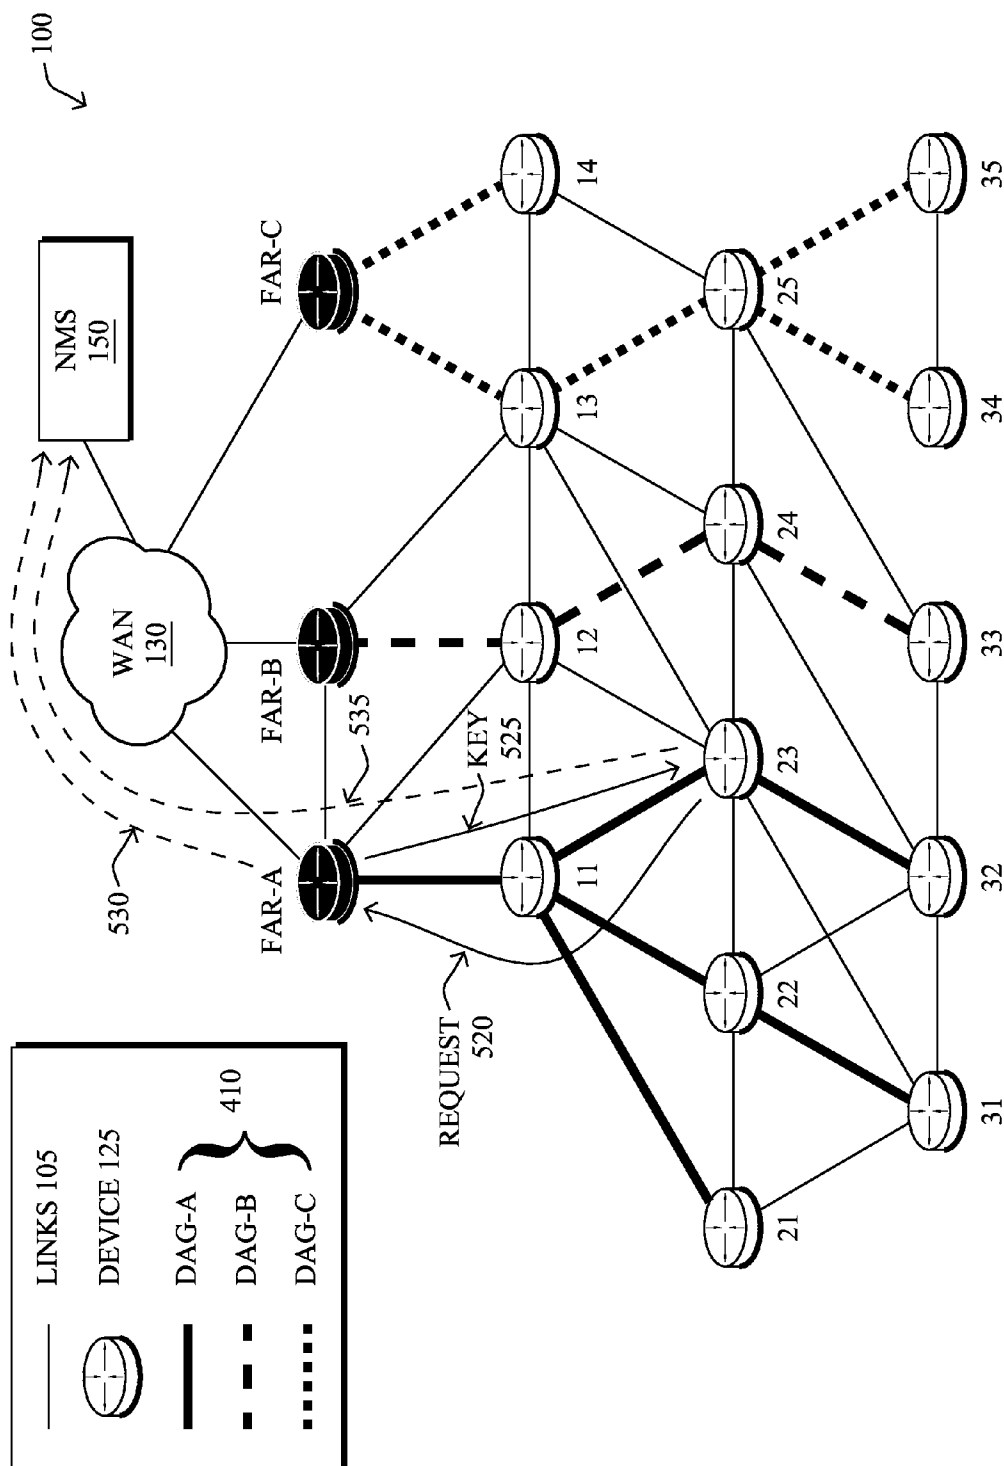 100
NMS
150
WAN
130
530
FAR-A
FAR-B
FAR-C
535
KEY
525
REQUEST
520
11
12
13
14
21
22
23
24
25
31
32
33
34
35
LINKS 105
DEVICE 125
DAG-A
DAG-B
DAG-C
410